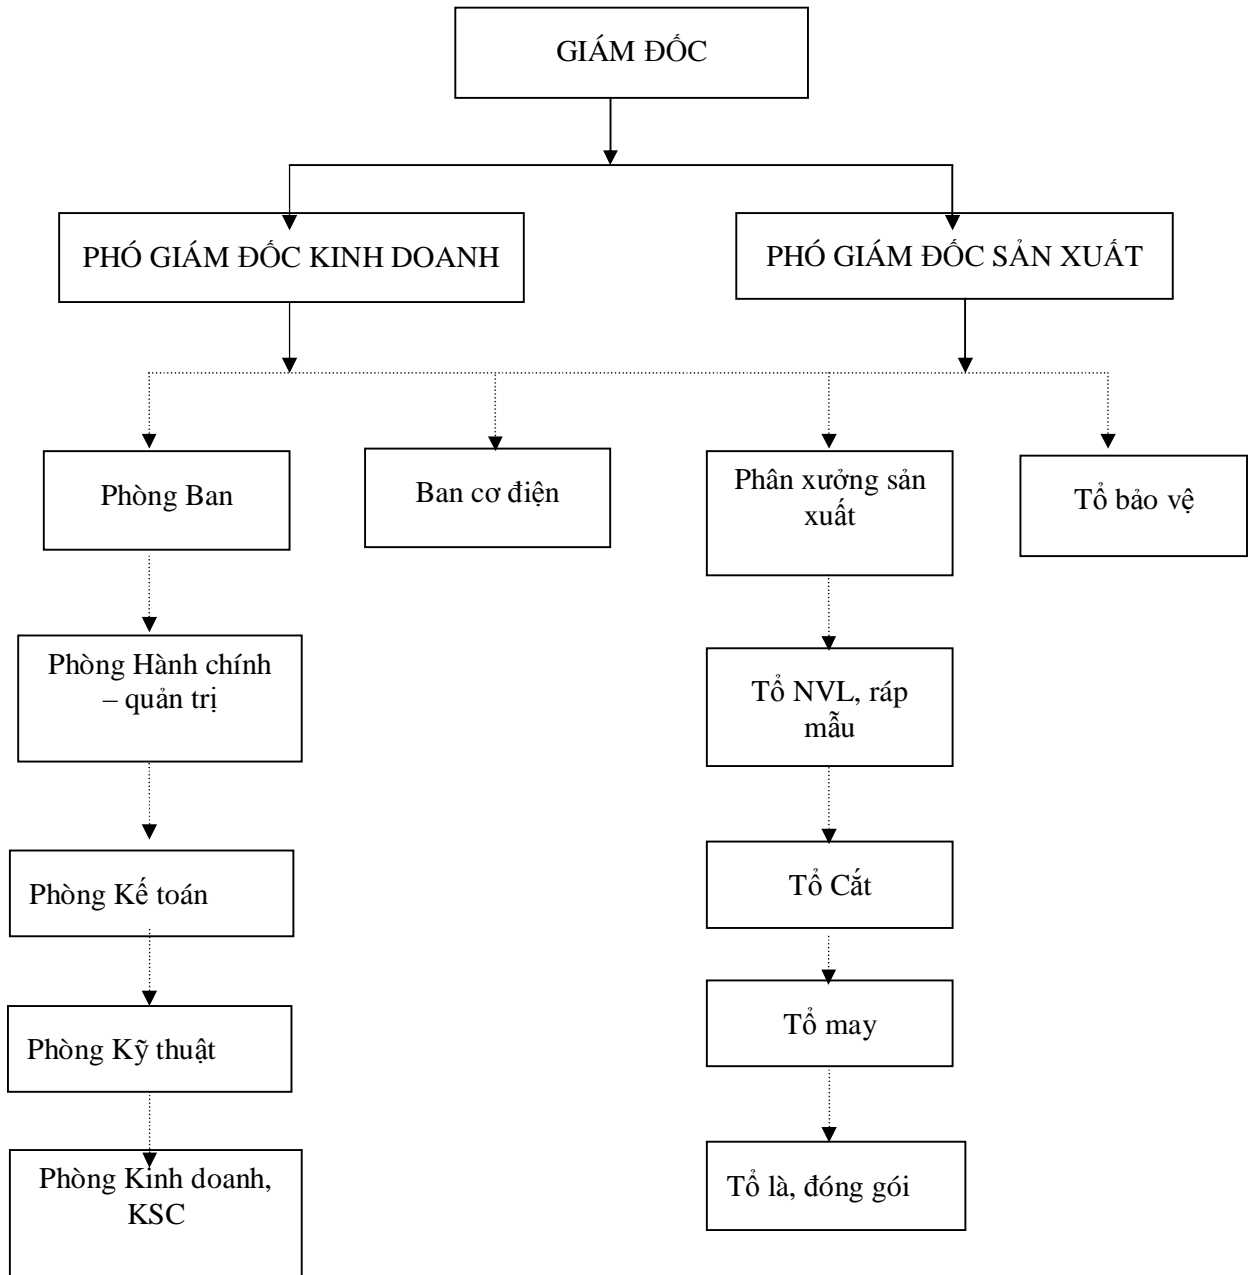 GIÁM ĐỐC
PHÓ GIÁM ĐỐC KINH DOANH
PHÓ GIÁM ĐỐC SẢN XUẤT
Phòng Ban
Ban cơ điện
Phân xưởng sản
xuất
Tổ bảo vệ
Phòng Hành chính
– quản trị
Tổ NVL, ráp
mẫu
Phòng Kế toán
Tổ Cắt
Phòng Kỹ thuật
Tổ may
Phòng Kinh doanh,
KSC
Tổ là, đóng gói